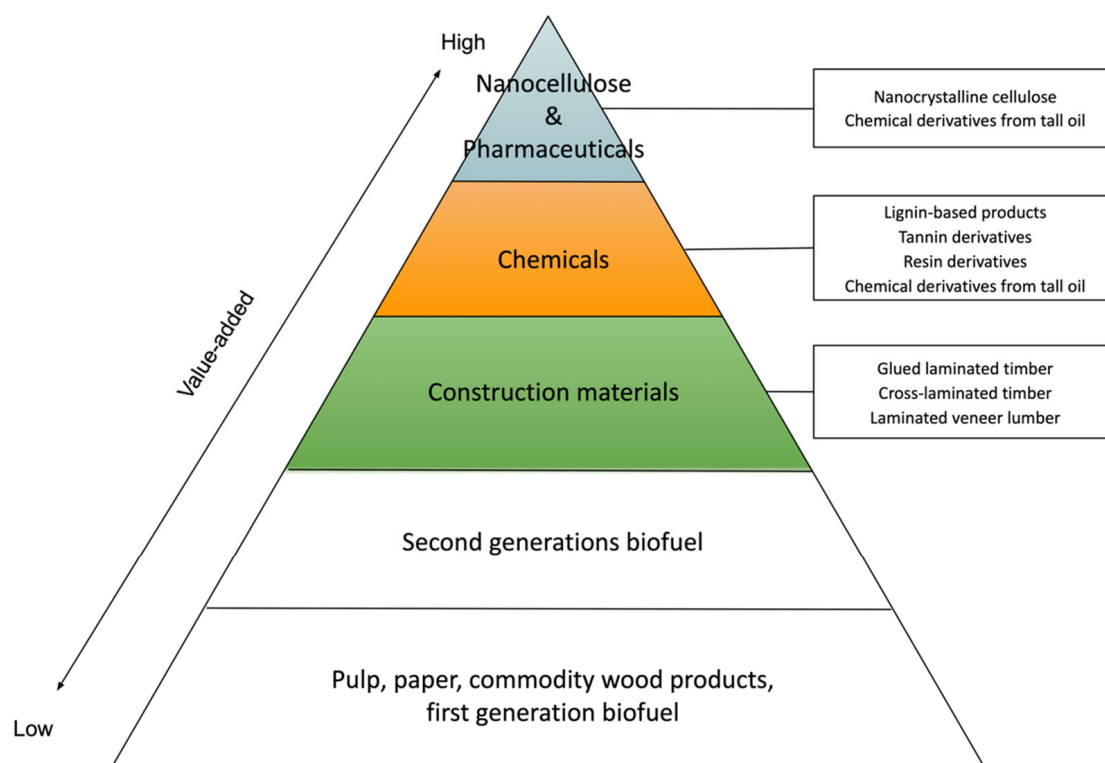 High
Nanocellulose
&
Pharmaceuticals
Nanocrystalline cellulose
Chemical derivatives from tall oil
Chemicals
Lignin-based products
Tannin derivatives
Resin derivatives
Chemical derivatives from tall oil
Value-added
Construction materials
Glued laminated timber
Cross-laminated timber
Laminated veneer lumber
Second generations biofuel
Pulp, paper, commodity wood products,
first generation biofuel
Low